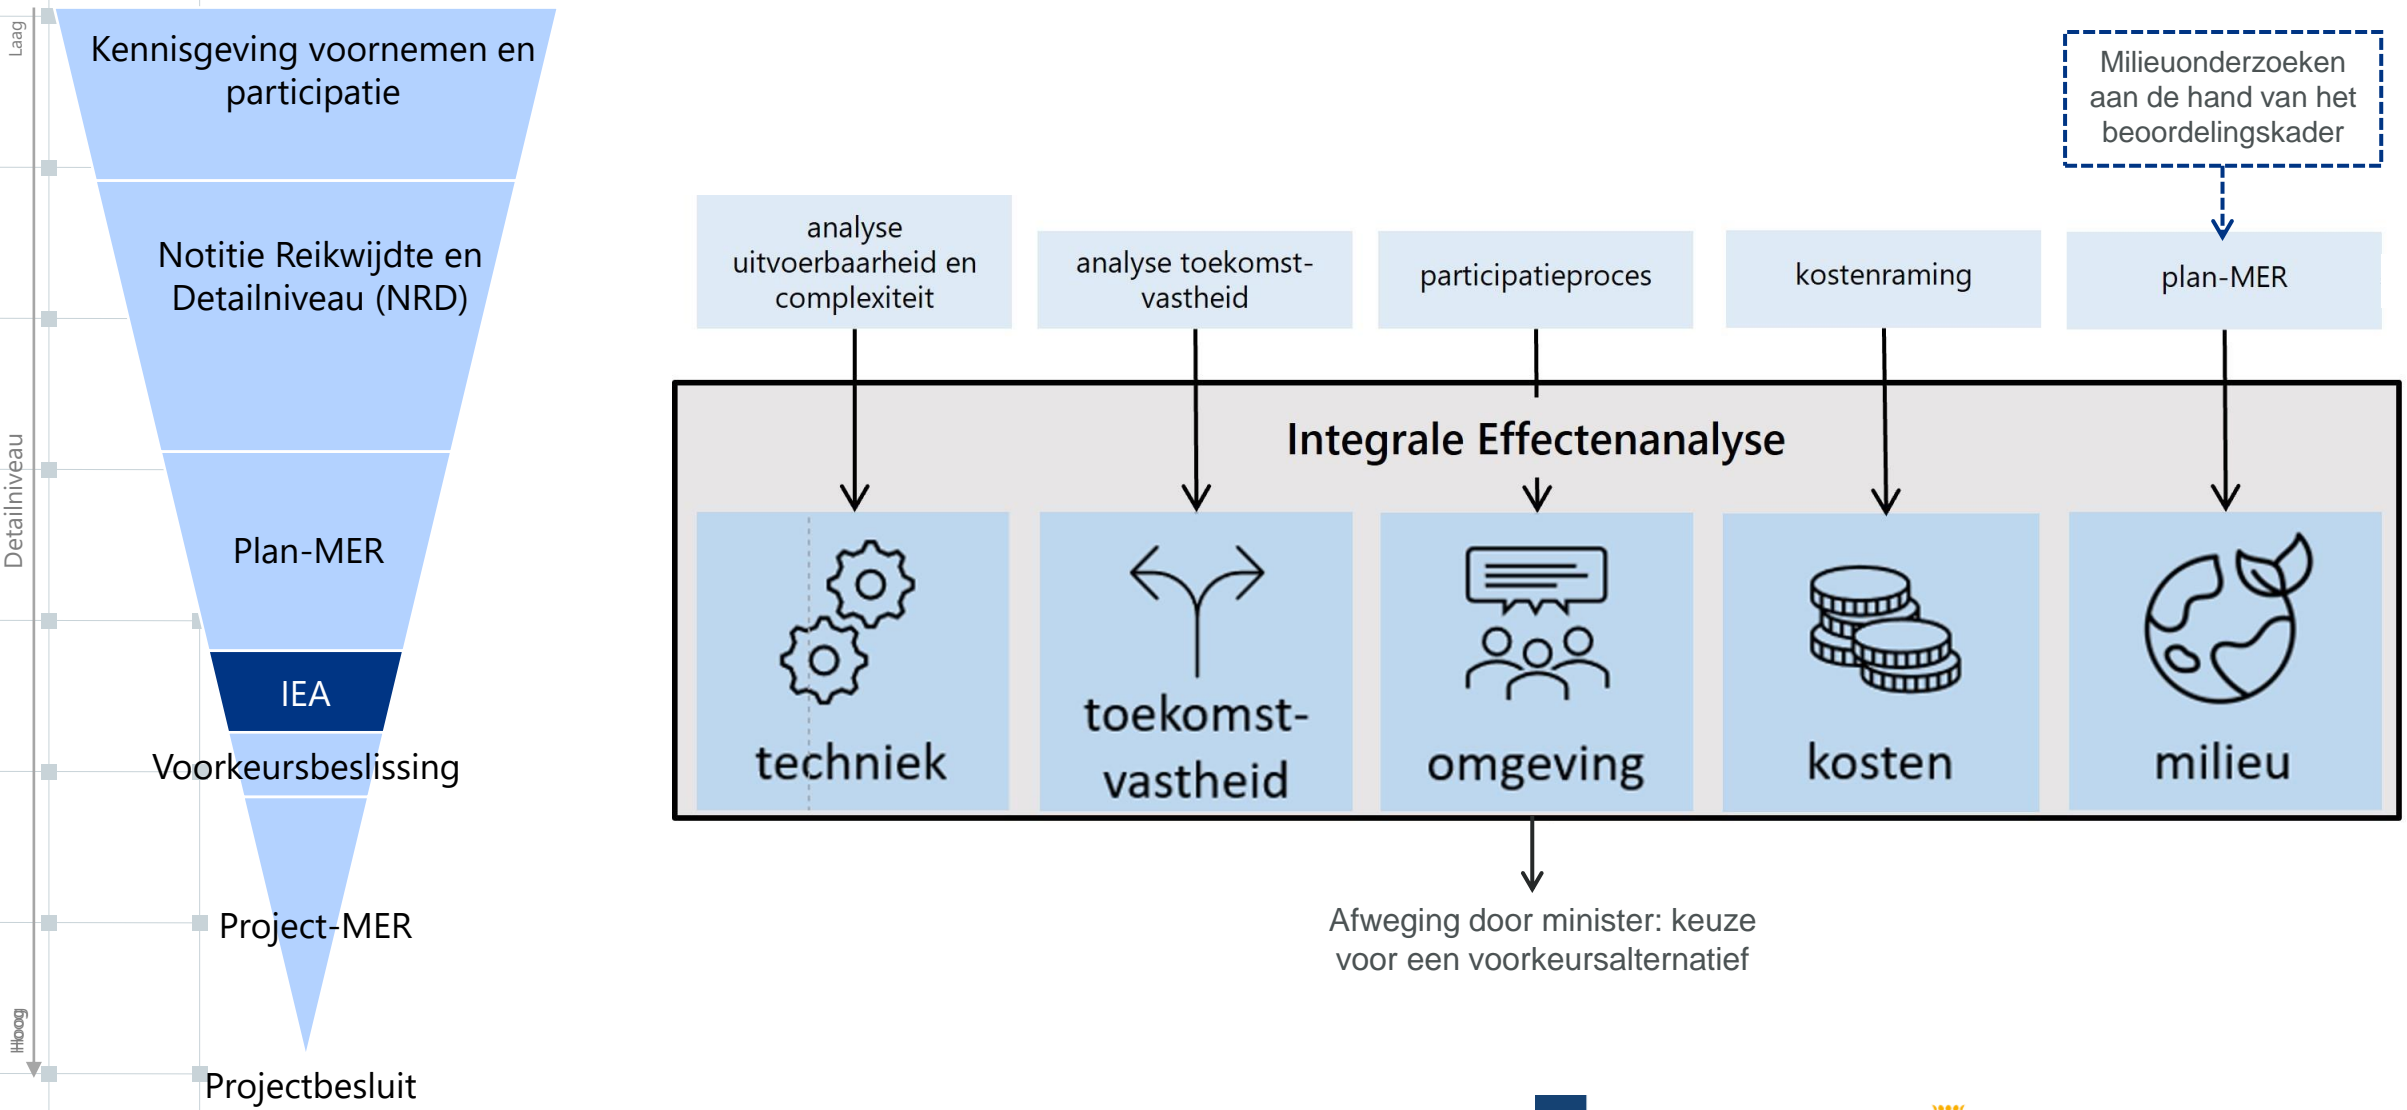 Laag
Detailniveau
Hoog
Kennisgeving voornemen en
participatie
Notitie Reikwijdte en
Detailniveau (NRD)
Plan-MER
IEA
Voorkeursbeslissing
Project-MER
Projectbesluit
Milieuonderzoeken
aan de hand van het
beoordelingskader
analyse
uitvoerbaarheid en
complexiteit
analyse toekomst-
vastheid
participatieproces
kostenraming
plan-MER
Integrale Effectenanalyse
techniek
toekomst-
vastheid
omgeving
kosten
milieu
Afweging door minister: keuze
voor een voorkeursalternatief